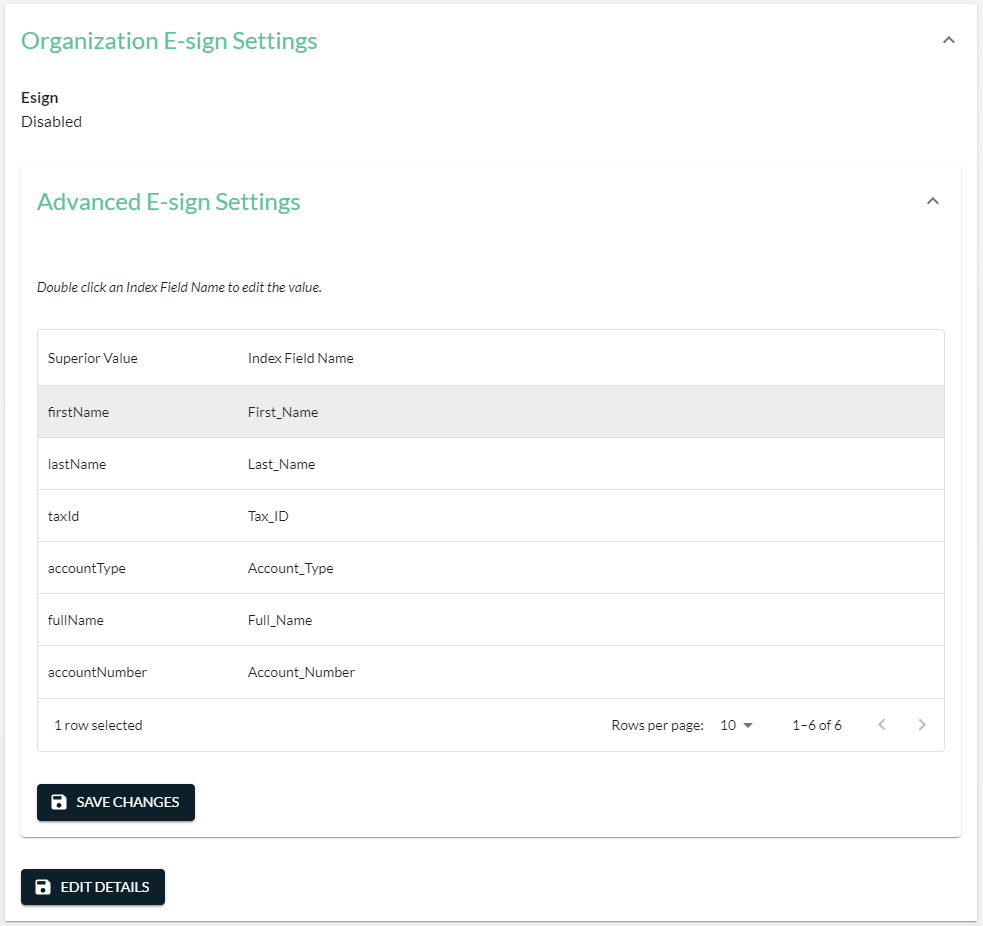 Organization E-sign Settings
Esign
Disabled
Advanced E-sign Settings
Double click an Index Field Name to edit the value.
Superior Value Index Field Name
firstName First_Name
lastName Last_Name
taxId Tax_ID
accountType Account_Type
fullName Full_Name
accountNumber Account_Number
1 row selected Rows per page: 10 1–6 of 6
SAVE CHANGES
EDIT DETAILS